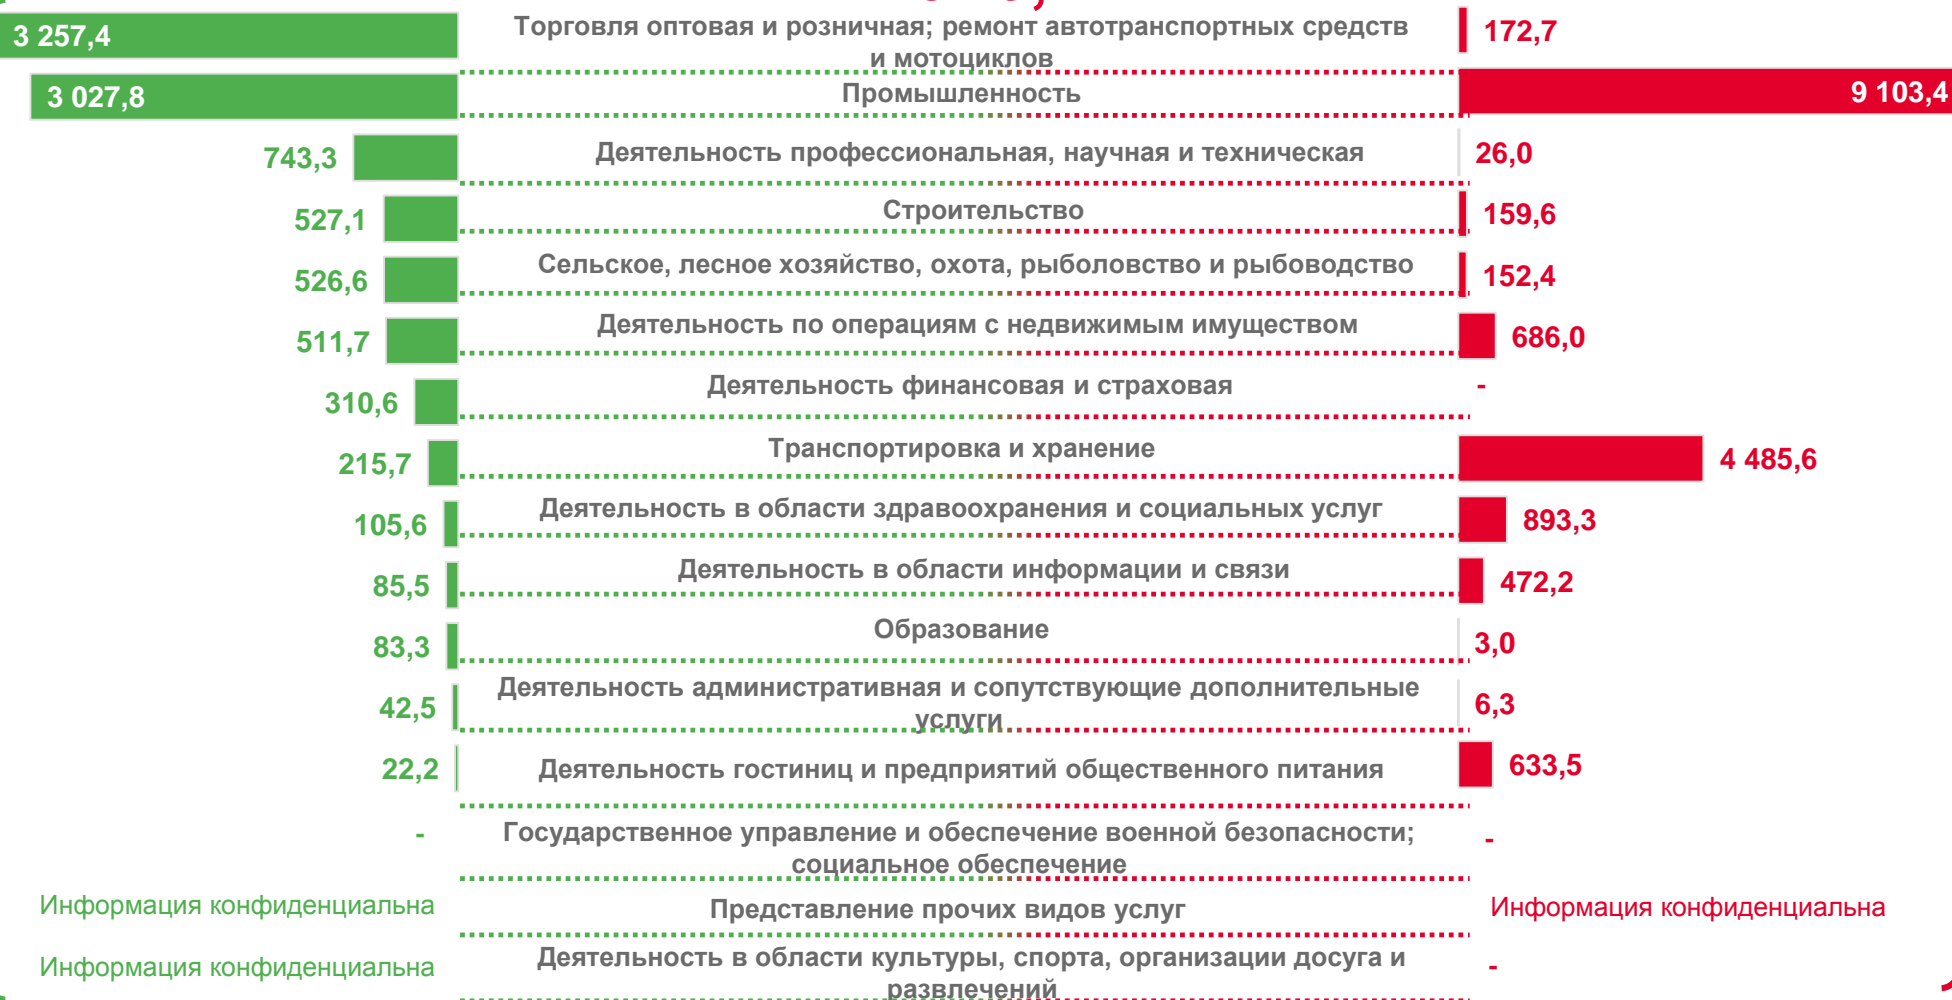 3 257,4
Торговля оптовая и розничная; ремонт автотранспортных средств
и мотоциклов
172,7
3 027,8
Промышленность
9 103,4
743,3
Деятельность профессиональная, научная и техническая
26,0
527,1
Строительство
159,6
526,6
Сельское, лесное хозяйство, охота, рыболовство и рыбоводство
152,4
511,7
Деятельность по операциям с недвижимым имуществом
686,0
310,6
Деятельность финансовая и страховая
-
215,7
Транспортировка и хранение
4 485,6
105,6
Деятельность в области здравоохранения и социальных услуг
893,3
85,5
Деятельность в области информации и связи
472,2
83,3
Образование
3,0
42,5
Деятельность административная и сопутствующие дополнительные
услуги
6,3
22,2
Деятельность гостиниц и предприятий общественного питания
633,5
-
Государственное управление и обеспечение военной безопасности;
социальное обеспечение
-
Информация конфиденциальна
Представление прочих видов услуг
Информация конфиденциальна
Информация конфиденциальна
Деятельность в области культуры, спорта, организации досуга и
развлечений
-